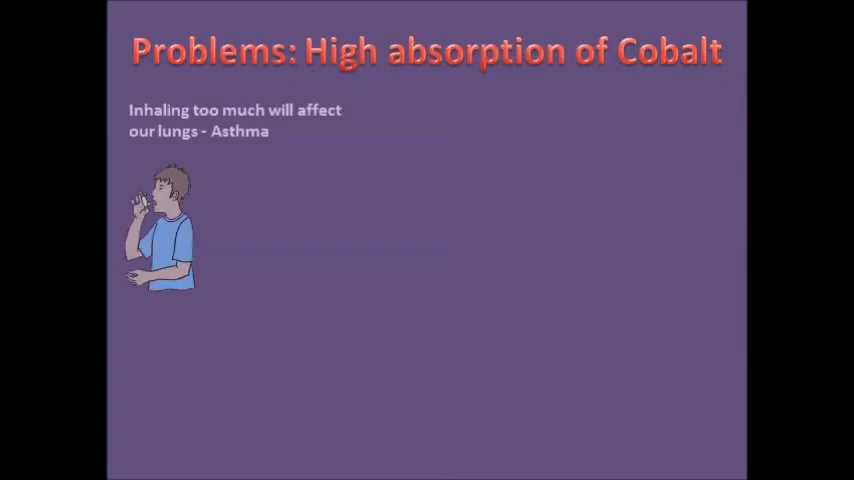 Problems: High absorption of Cobalt
Inhaling too much will affect
our lungs - Asthma